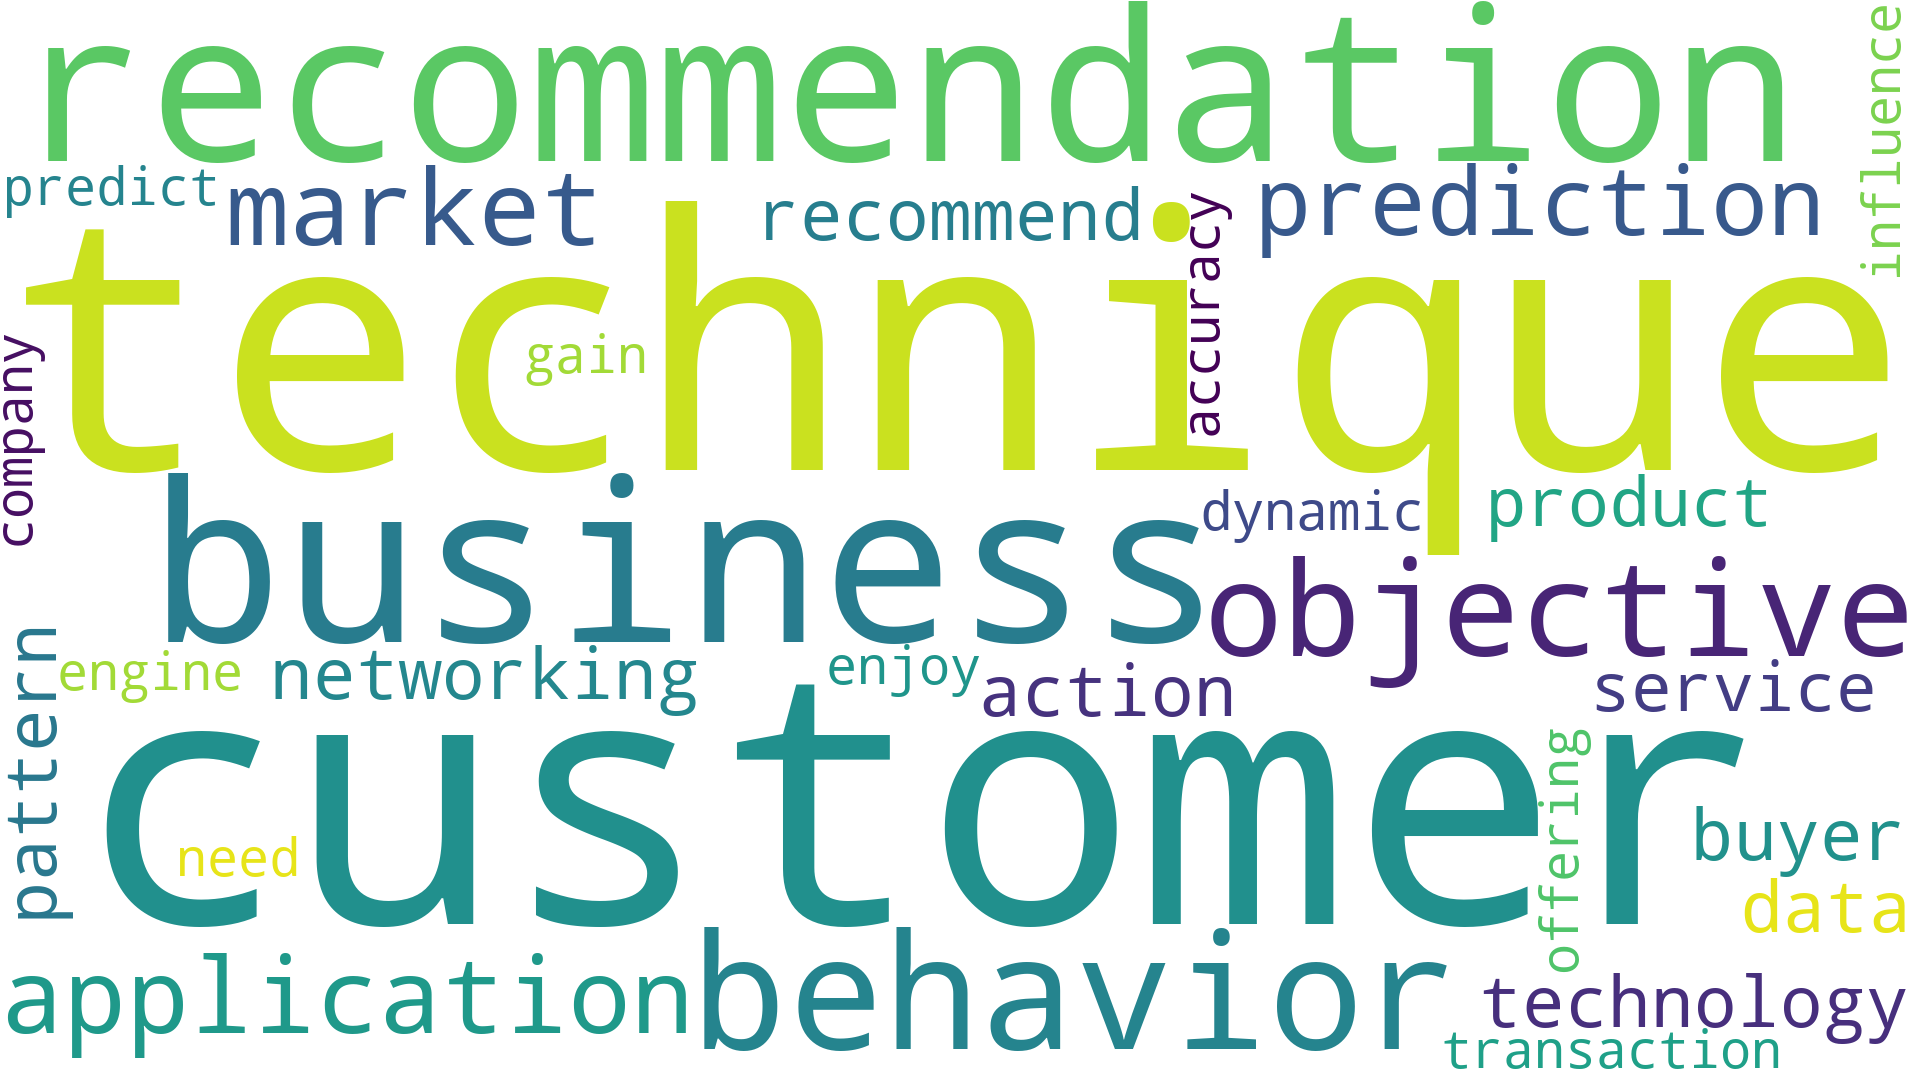 recommendation
influence
predict
market
recommend
accuracy
prediction
technique
gain
company
business
dynamic
product
objective
pattern
engine
networking
enjoy
action
service
customer
need
offering
buyer
data
application
behavior
technology
transaction